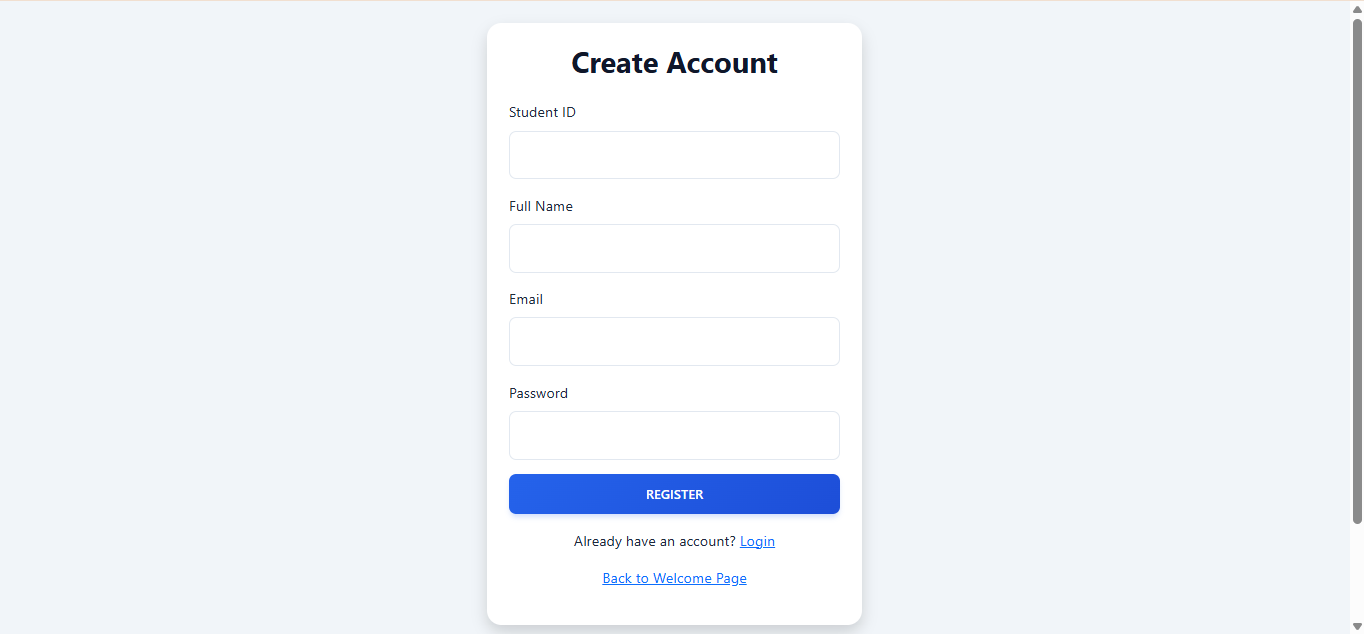 Create Account
Student ID
Full Name
Email
Password
REGISTER
Already have an account? Login
Back to Welcome Page